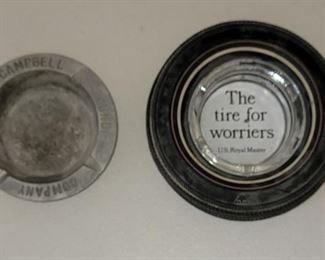 CAMPBELL
COMPANY
The
tire for
worriers
U.S. Royal Master